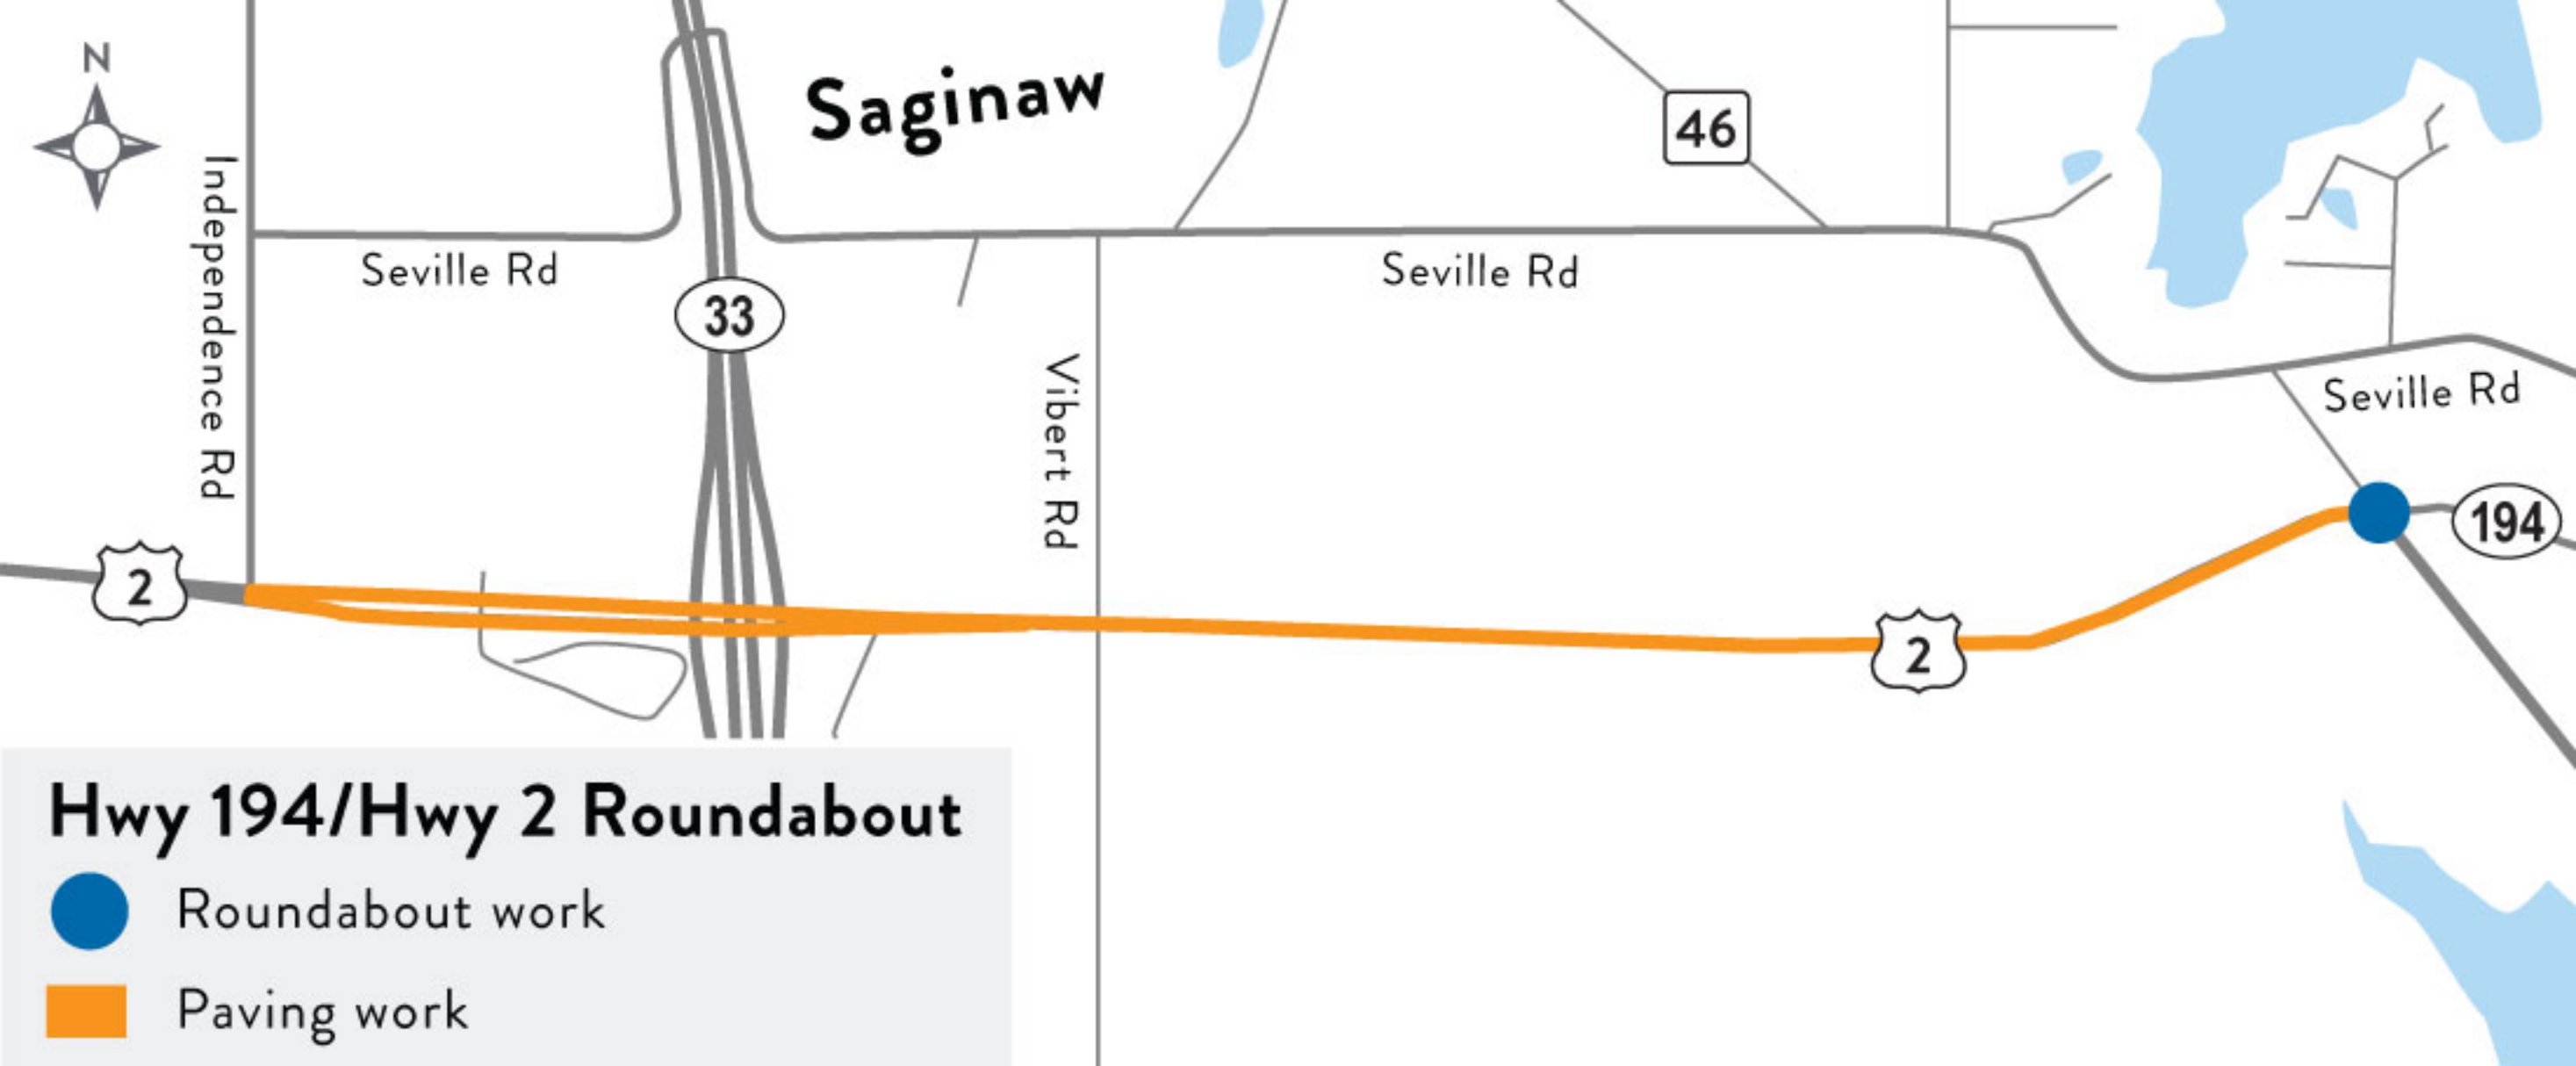 N
Saginaw
46
Independence Rd
Seville Rd
Seville Rd
33
Vibert Rd
Seville Rd
194
2
2
Hwy 194/Hwy 2 Roundabout
Roundabout work
Paving work